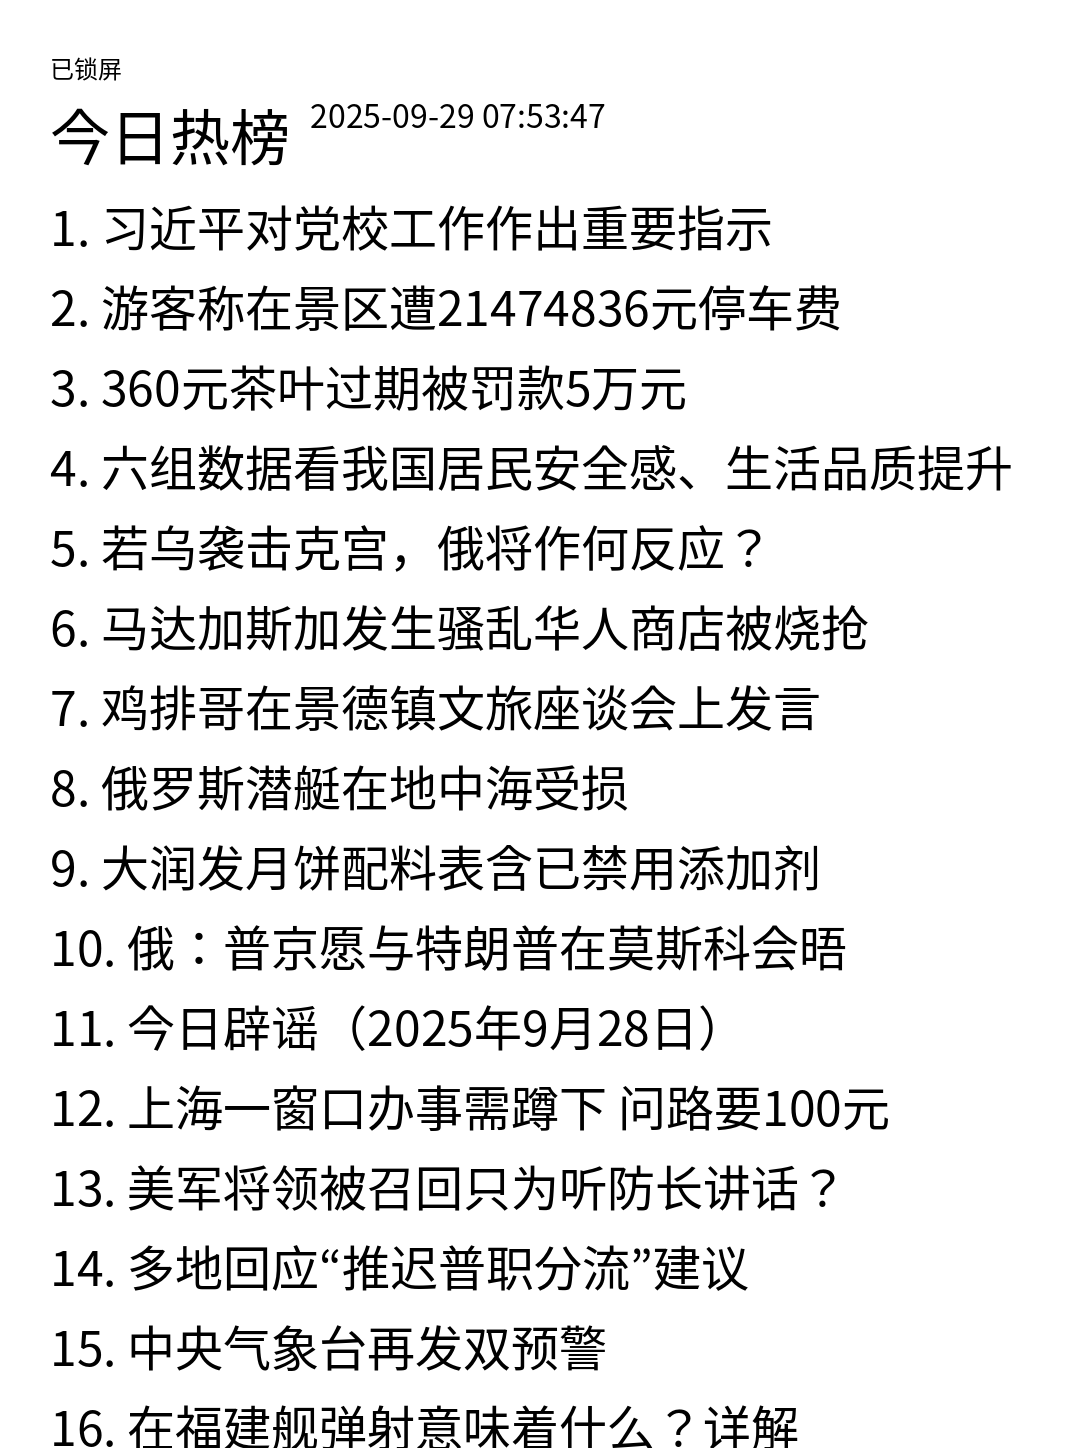 已锁屏
今日热榜 2025-09-29 07:53:47
1. 习近平对党校工作作出重要指示
2. 游客称在景区遭21474836元停车费
3. 360元茶叶过期被罚款5万元
4. 六组数据看我国居民安全感、生活品质提升
5. 若乌袭击克宫，俄将作何反应？
6. 马达加斯加发生骚乱华人商店被烧抢
7. 鸡排哥在景德镇文旅座谈会上发言
8. 俄罗斯潜艇在地中海受损
9. 大润发月饼配料表含已禁用添加剂
10. 俄：普京愿与特朗普在莫斯科会晤
11. 今日辟谣（2025年9月28日）
12. 上海一窗口办事需蹲下 问路要100元
13. 美军将领被召回只为听防长讲话？
14. 多地回应“推迟普职分流”建议
15. 中央气象台再发双预警
16. 在福建舰弹射意味着什么？详解